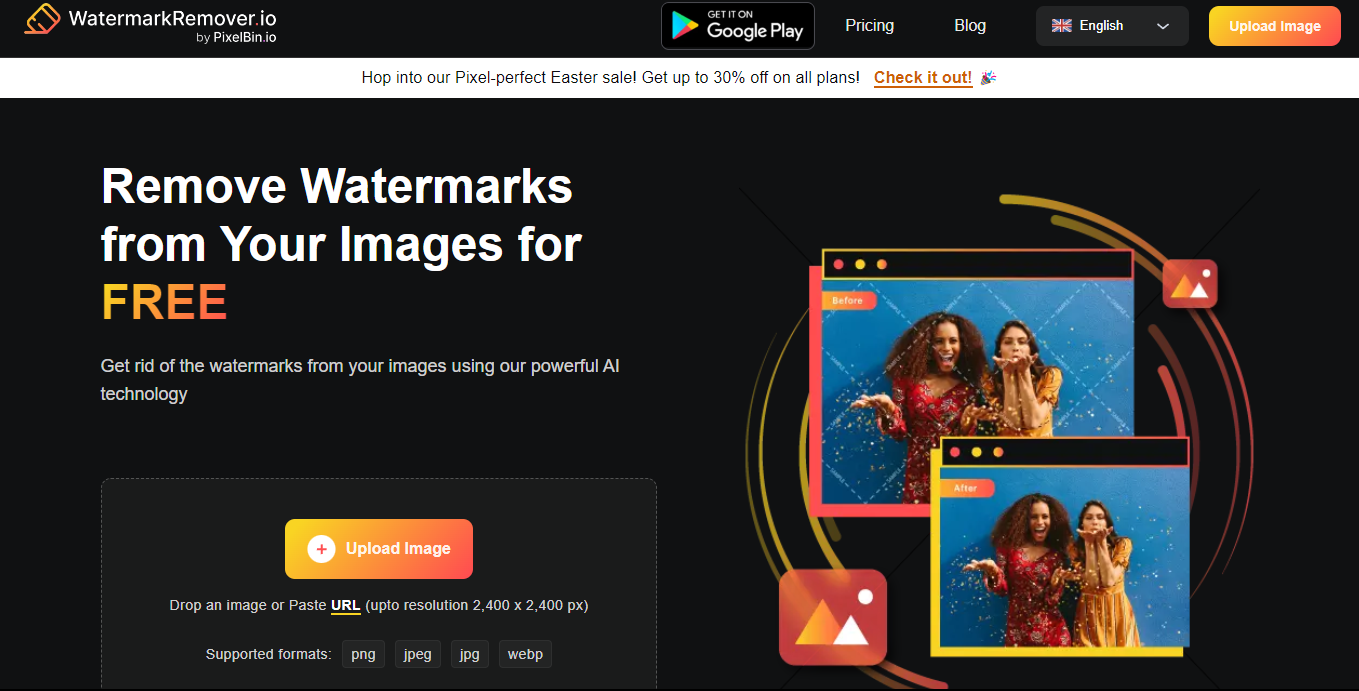 WatermarkRemover.io
by PixelBin.io
GET IT ON
Google Play
Pricing
Blog
English
Upload Image
Hop into our Pixel-perfect Easter sale! Get up to 30% off on all plans! Check it out!
Remove Watermarks
from Your Images for
FREE
Get rid of the watermarks from your images using our powerful AI
technology
Upload Image
Drop an image or Paste URL (upto resolution 2,400 x 2,400 px)
Supported formats: png jpeg jpg webp
Before
After